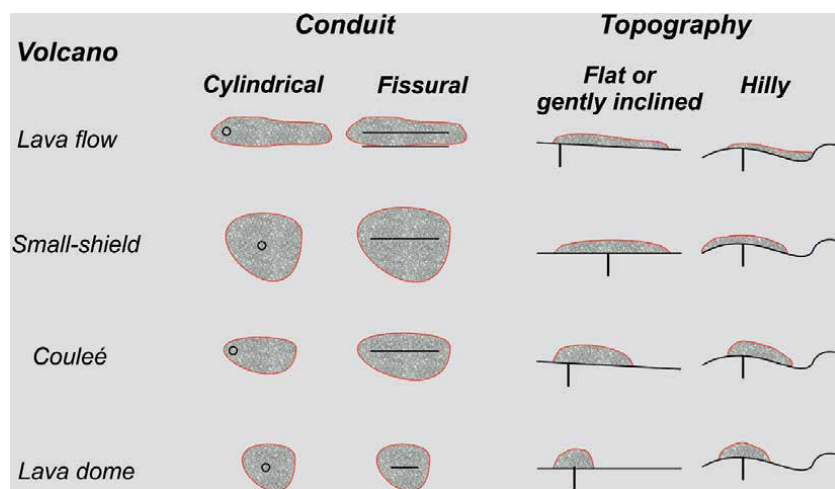 Conduit
Topography
Volcano
Cylindrical
Fissural
Flat or
gently inclined
Hilly
Lava flow
Small-shield
Couleé
Lava dome